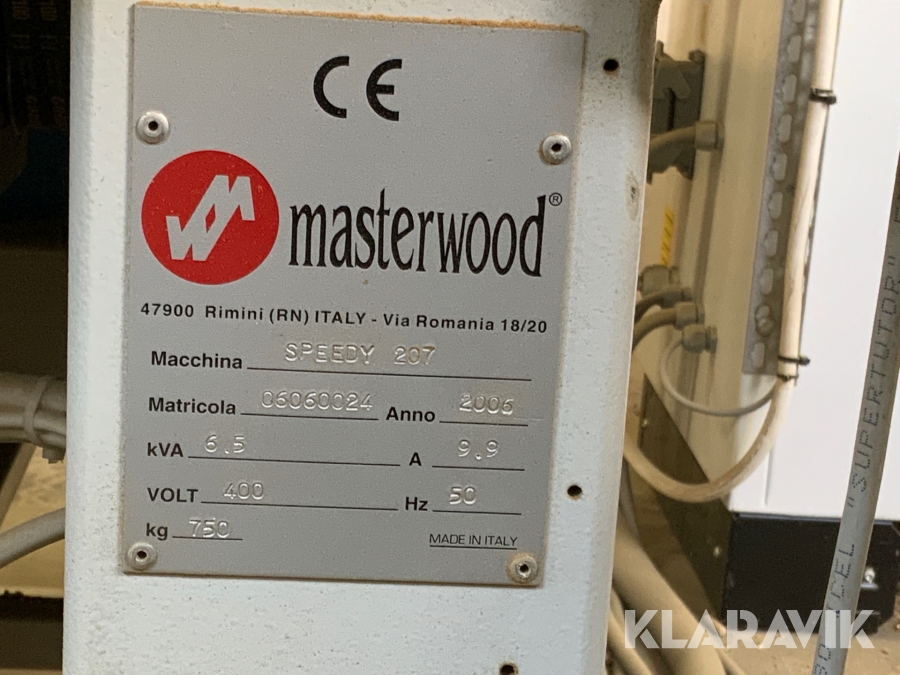 CE
masterwood®
47900 Rimini (RN) ITALY - Via Romania 18/20
Macchina SPEEDY 207
Matricola 06060024 Anno 2006
kVA 6.5 A 9.9
VOLT 400 Hz 50
kg 750
MADE IN ITALY
"SUPERTUTOR"
KLARAVIK